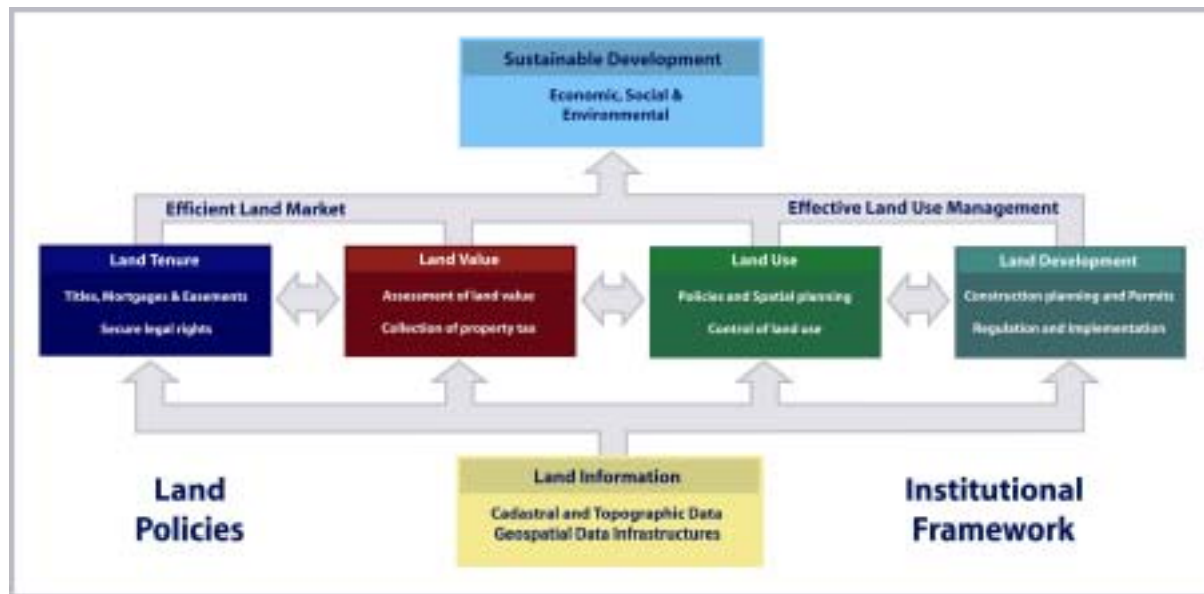 Sustainable Development
Economic, Social &
Environmental
Efficient Land Market
Effective Land Use Management
Land Tenure
Titles, Mortgages & Easements
Secure legal rights
Land Value
Assessment of land value
Collection of property tax
Land Use
Policies and Spatial planning
Control of land use
Land Development
Construction planning and Permits
Regulation and Implementation
Land
Policies
Land Information
Cadastral and Topographic Data
Geospatial Data Infrastructures
Institutional
Framework